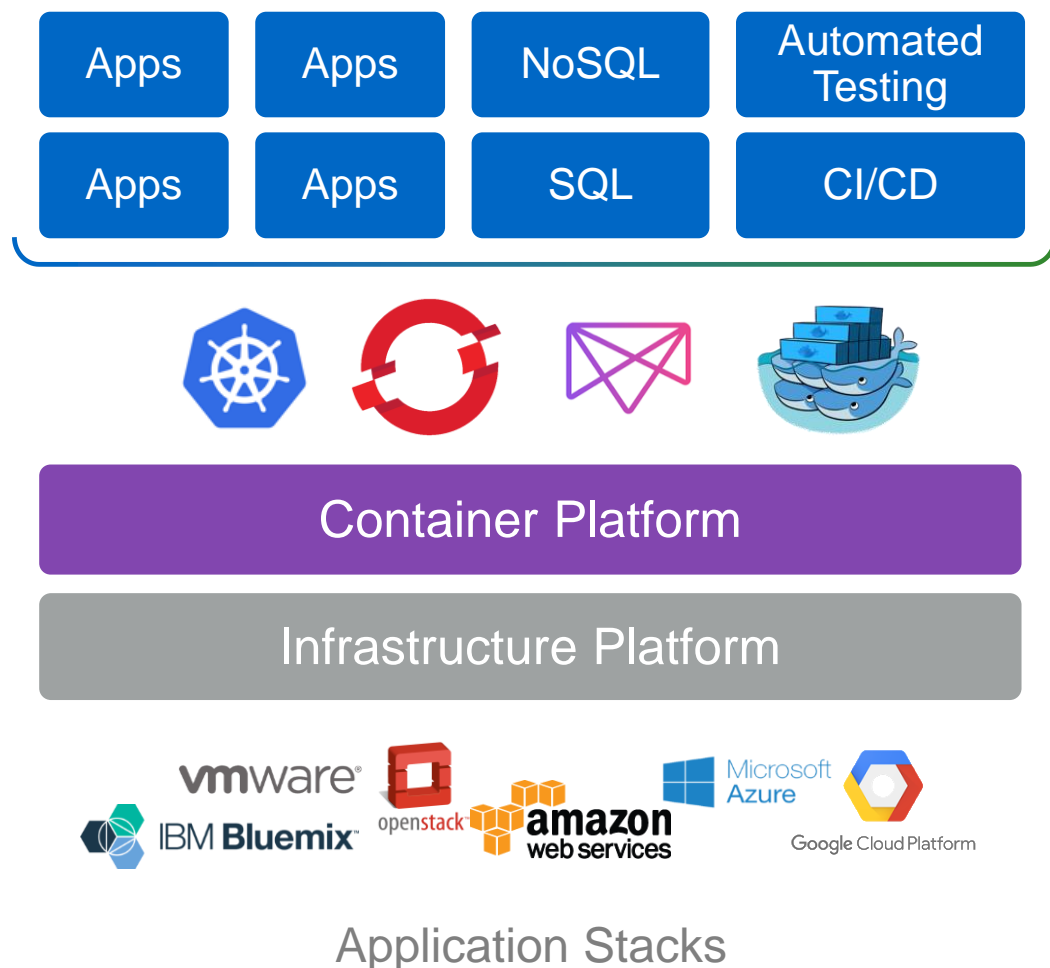 Apps
Apps
NoSQL
Automated
Testing
Apps
Apps
SQL
CI/CD
Container Platform
Infrastructure Platform
vmware®
openstack
Microsoft
Azure
IBM Bluemix™
amazon
web services
Google Cloud Platform
Application Stacks